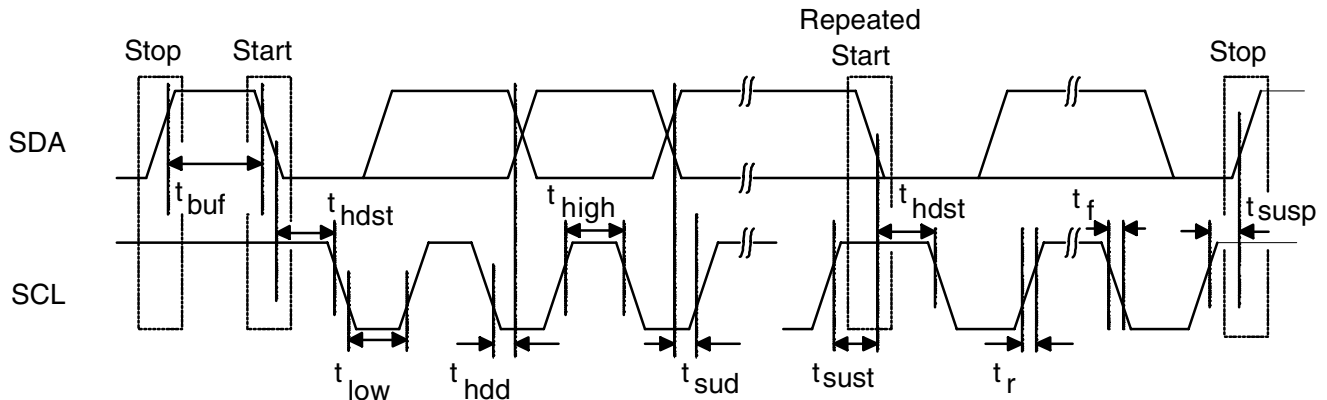 Repeated
Stop Start Start Stop
SDA
t buf t hdst t high t hdst t f t susp
SCL
t low t hdd t sud t sust t r